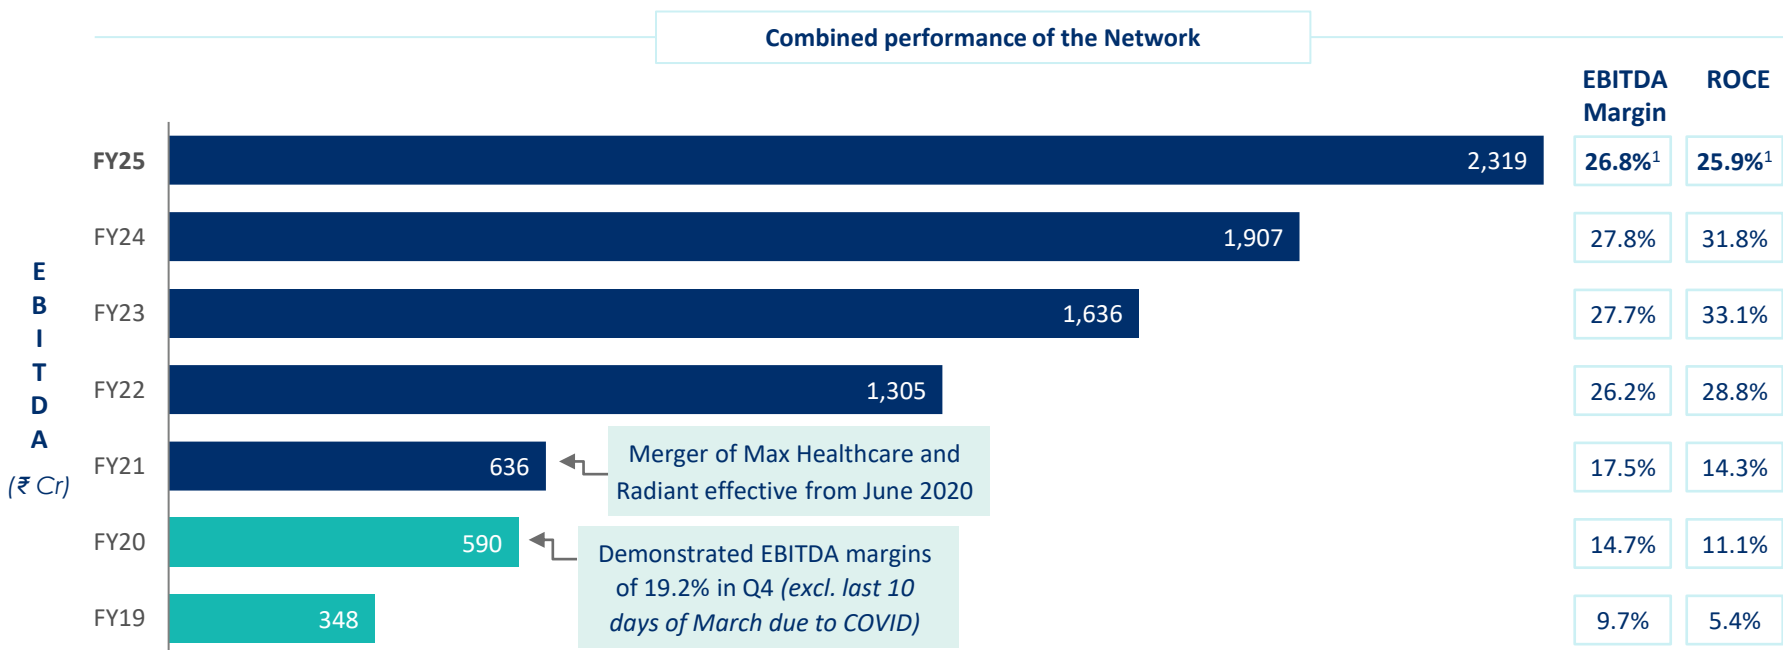 Combined performance of the Network
EBITDA Margin ROCE
FY25 2,319 26.8%1 25.9%1
FY24 1,907 27.8% 31.8%
FY23 1,636 27.7% 33.1%
FY22 1,305 26.2% 28.8%
FY21 636 17.5% 14.3%
Merger of Max Healthcare and
Radiant effective from June 2020
FY20 590 14.7% 11.1%
Demonstrated EBITDA margins
of 19.2% in Q4 (excl. last 10
days of March due to COVID)
FY19 348 9.7% 5.4%
EBITDA
(₹ Cr)